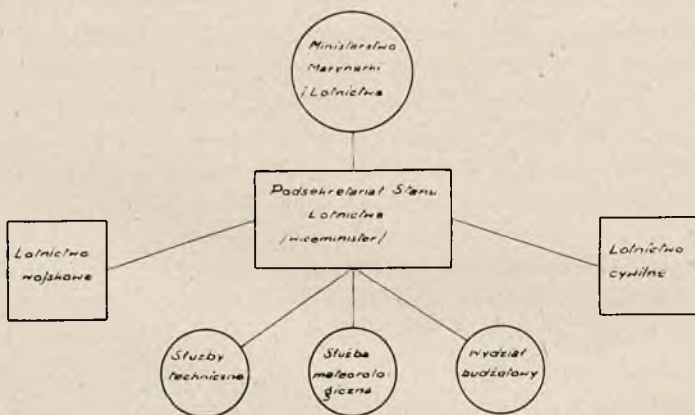 Ministerstwo
Marynarki
i Lotnictwa
Podsekretariat Stanu
Lotnictwa
/wiceminister/
Lotnictwo
wojskowe
Lotnictwo
cywilne
Służby
techniczne
Służba
meteorolo
giczna
Wydział
budżetowy